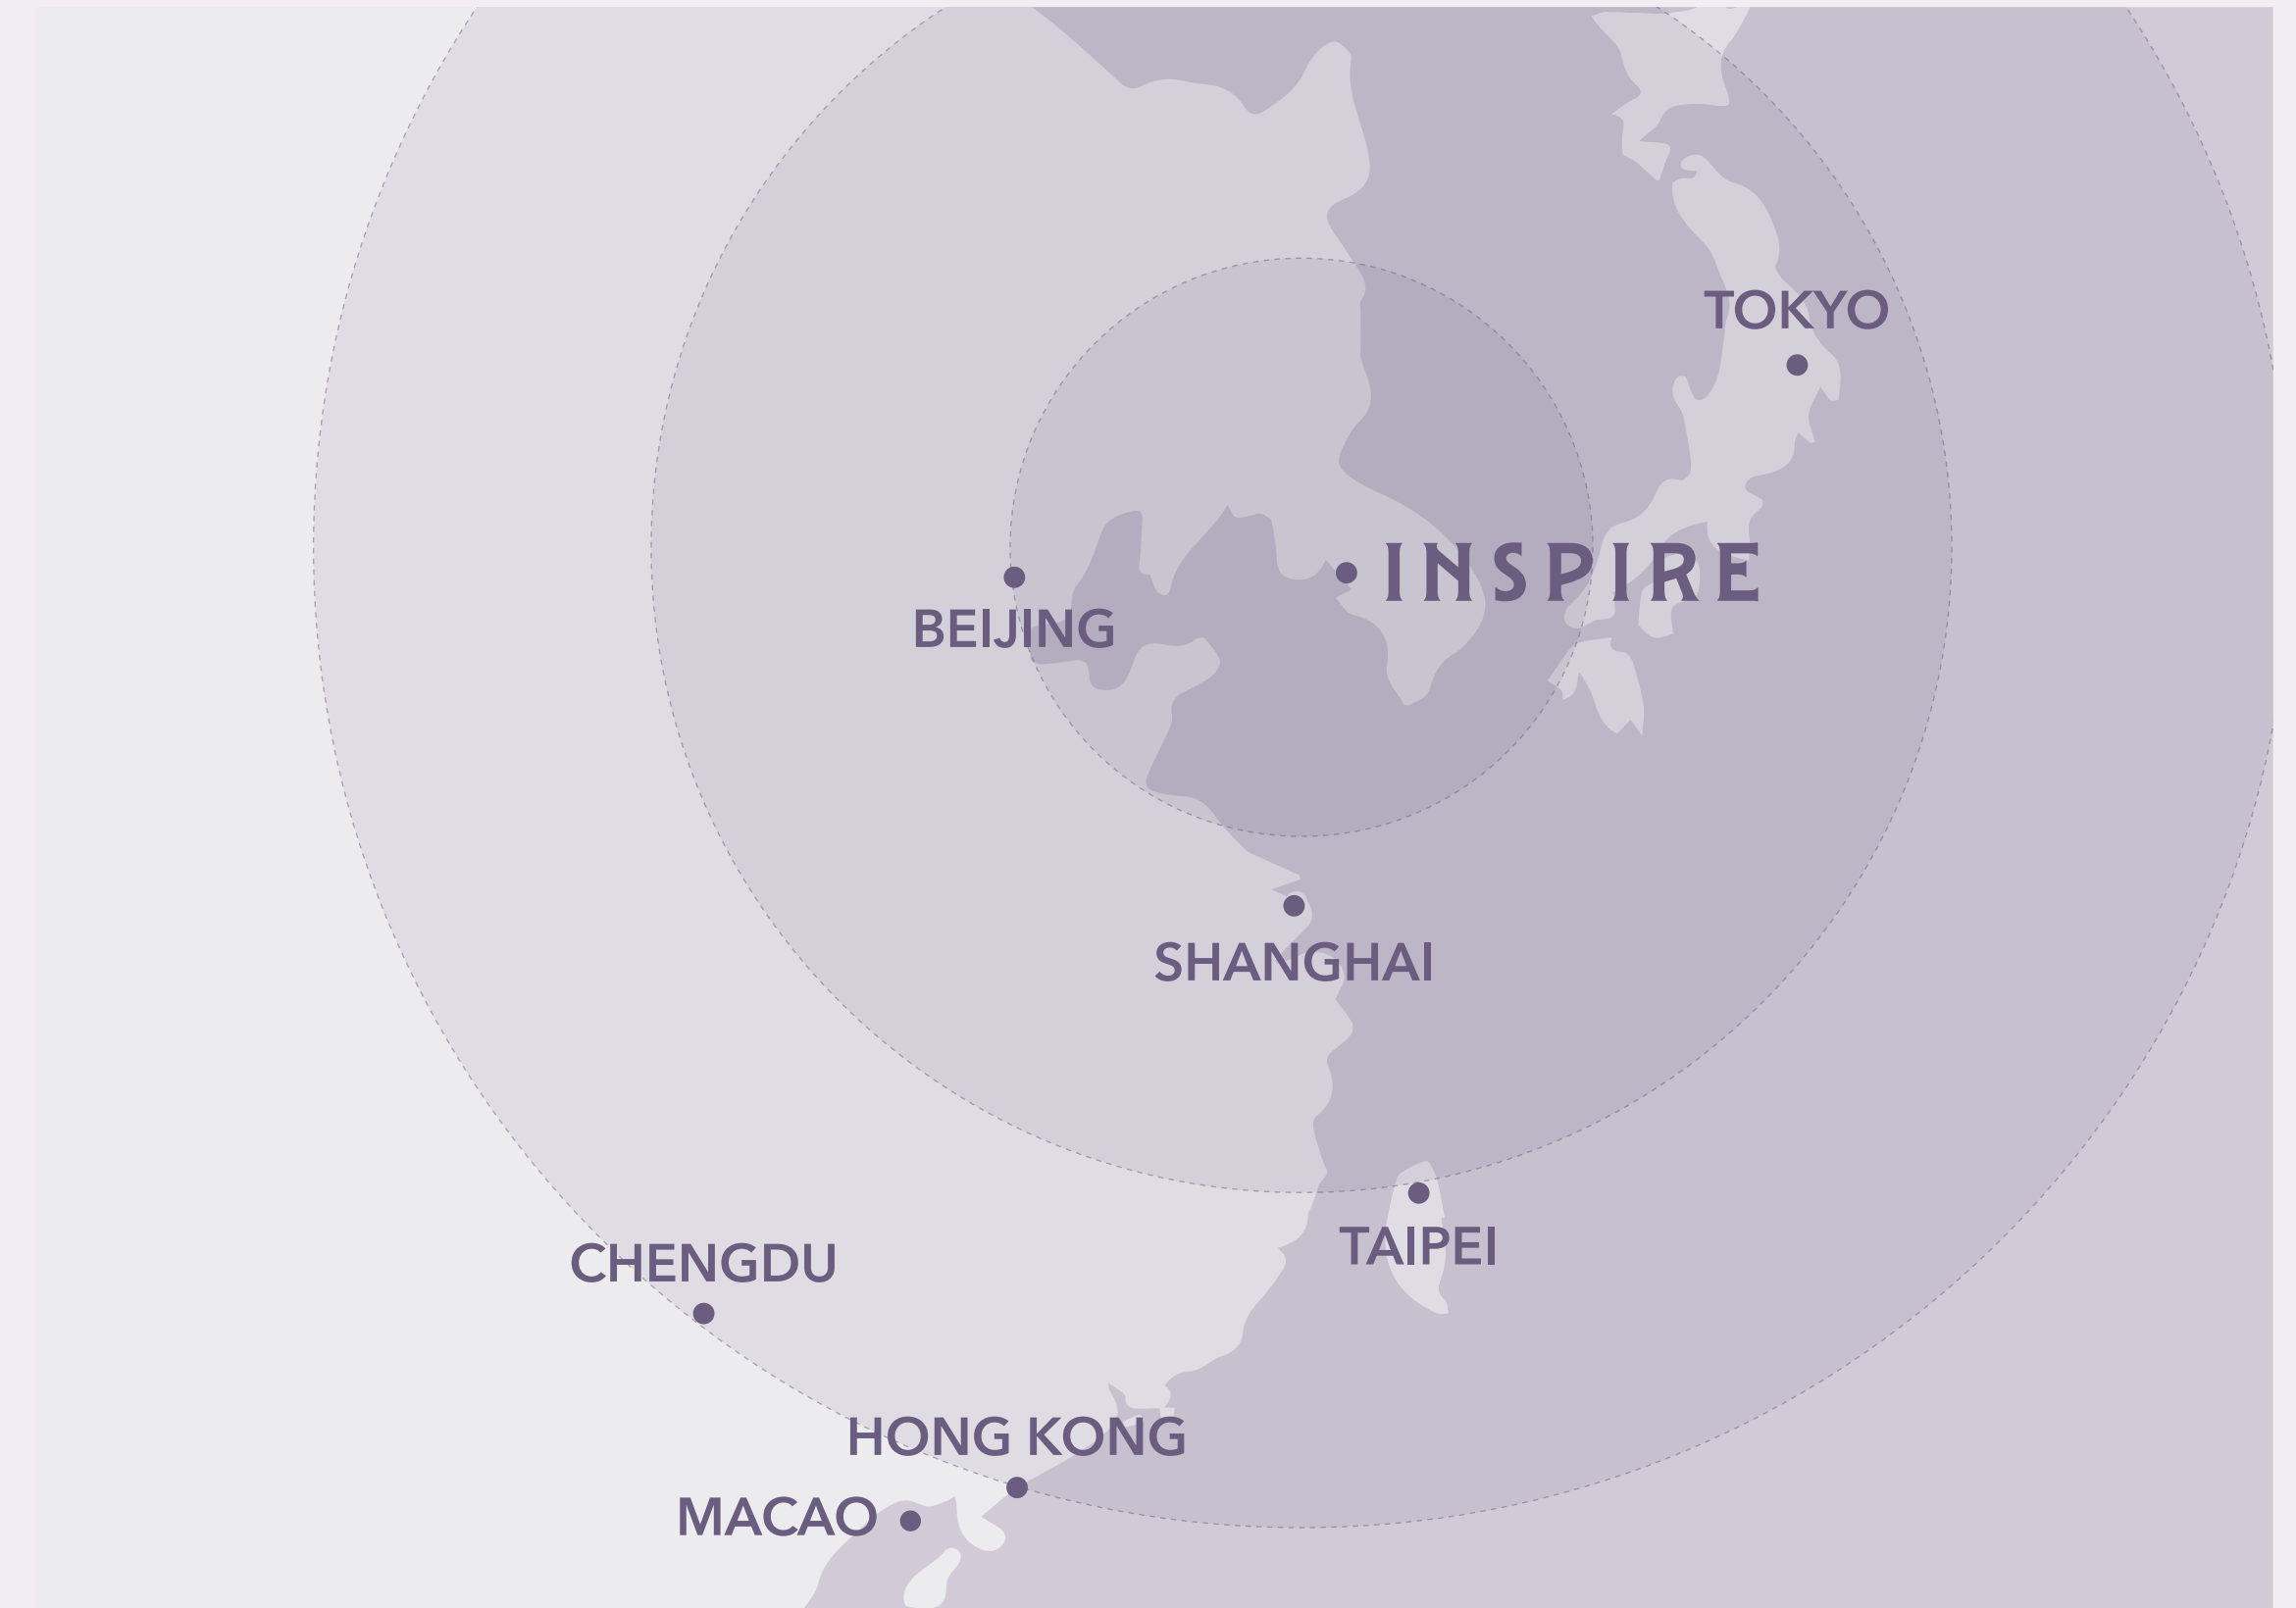 TOKYO
INSPIRE
BEIJING
SHANGHAI
TAIPEI
CHENGDU
HONG KONG
MACAO